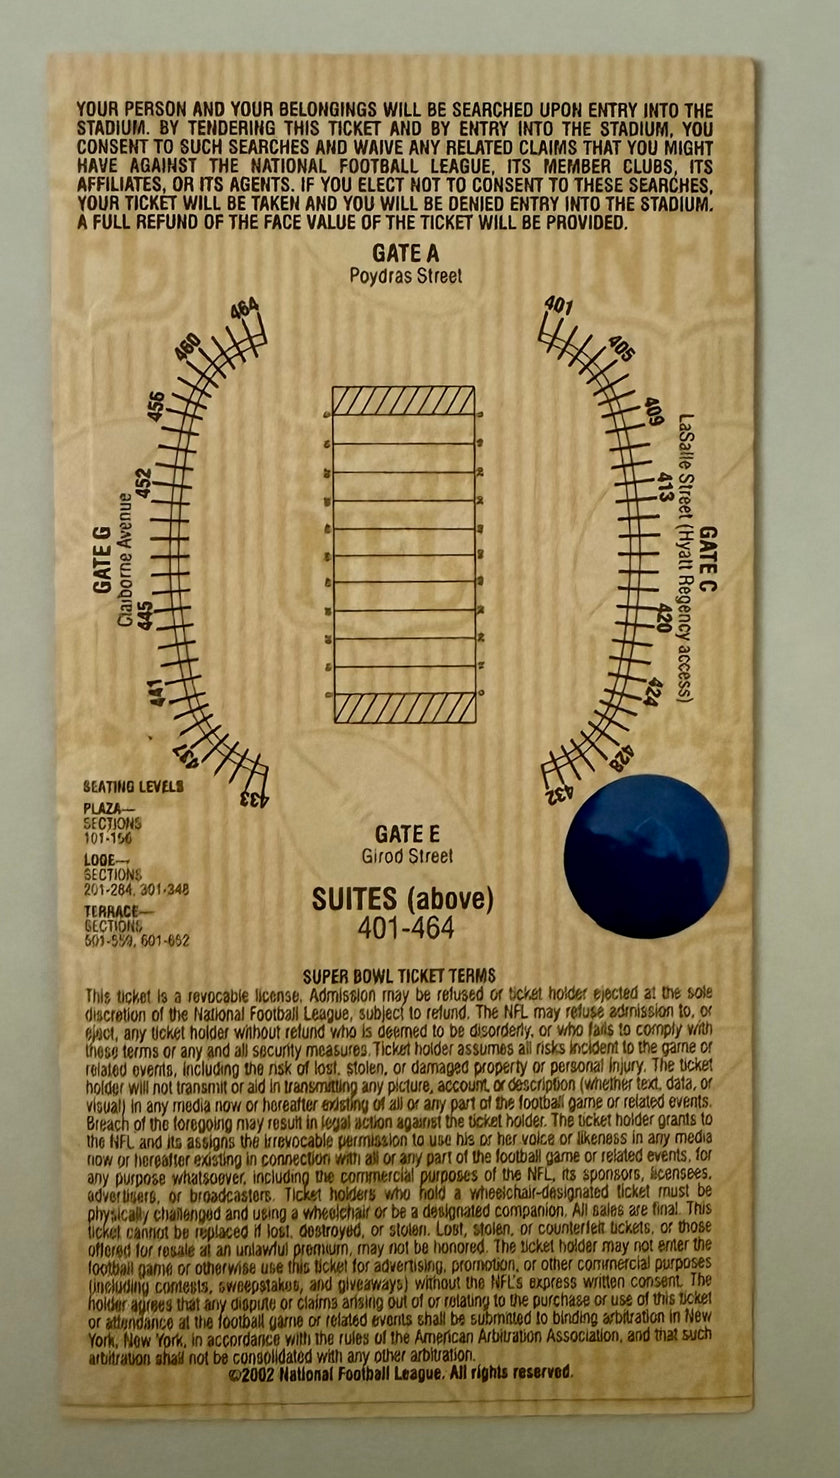 YOUR PERSON AND YOUR BELONGINGS WILL BE SEARCHED UPON ENTRY INTO THE
STADIUM. BY TENDERING THIS TICKET AND BY ENTRY INTO THE STADIUM, YOU
CONSENT TO SUCH SEARCHES AND WAIVE ANY RELATED CLAIMS THAT YOU MIGHT
HAVE AGAINST THE NATIONAL FOOTBALL LEAGUE, ITS MEMBER CLUBS, ITS
AFFILIATES, OR ITS AGENTS. IF YOU ELECT NOT TO CONSENT TO THESE SEARCHES,
YOUR TICKET WILL BE TAKEN AND YOU WILL BE DENIED ENTRY INTO THE STADIUM.
A FULL REFUND OF THE FACE VALUE OF THE TICKET WILL BE PROVIDED.
GATE A
Poydras Street
464
460
456
452
445
441
437
433
GATE G
Claiborne Avenue
401
405
409
413
420
424
428
432
GATE C
LaSalle Street (Hyatt Regency access)
SEATING LEVELS
PLAZA—
SECTIONS
101-156
LOGE—
SECTIONS
201-284, 301-348
TERRACE—
SECTIONS
501-559, 601-652
GATE E
Girod Street
SUITES (above)
401-464
SUPER BOWL TICKET TERMS
This ticket is a revocable license. Admission may be refused or ticket holder ejected at the sole
discretion of the National Football League, subject to refund. The NFL may refuse admission to, or
eject, any ticket holder without refund who is deemed to be disorderly, or who fails to comply with
these terms or any and all security measures. Ticket holder assumes all risks incident to the game or
related events, including the risk of lost, stolen, or damaged property or personal injury. The ticket
holder will not transmit or aid in transmitting any picture, account, or description (whether text, data, or
visual) in any media now or hereafter existing of all or any part of the football game or related events.
Breach of the foregoing may result in legal action against the ticket holder. The ticket holder grants to
the NFL and its assigns the irrevocable permission to use his or her voice or likeness in any media
now or hereafter existing in connection with all or any part of the football game or related events, for
any purpose whatsoever, including the commercial purposes of the NFL, its sponsors, licensees,
advertisers, or broadcasters. Ticket holders who hold a wheelchair-designated ticket must be
physically challenged and using a wheelchair or be a designated companion. All sales are final. This
ticket cannot be replaced if lost, destroyed, or stolen. Lost, stolen, or counterfeit tickets, or those
offered for resale at an unlawful premium, may not be honored. The ticket holder may not enter the
football game or otherwise use this ticket for advertising, promotion, or other commercial purposes
(including contests, sweepstakes, and giveaways) without the NFL's express written consent. The
holder agrees that any dispute or claims arising out of or relating to the purchase or use of this ticket
or attendance at the football game or related events shall be submitted to binding arbitration in New
York, New York, in accordance with the rules of the American Arbitration Association, and that such
arbitration shall not be consolidated with any other arbitration.
©2002 National Football League. All rights reserved.